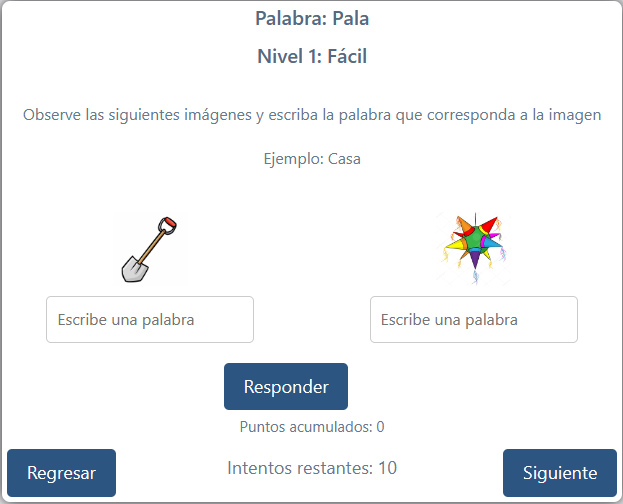 Palabra: Pala
Nivel 1: Fácil
Observe las siguientes imágenes y escriba la palabra que corresponda a la imagen
Ejemplo: Casa
Escribe una palabra
Escribe una palabra
Responder
Puntos acumulados: 0
Regresar
Intentos restantes: 10
Siguiente